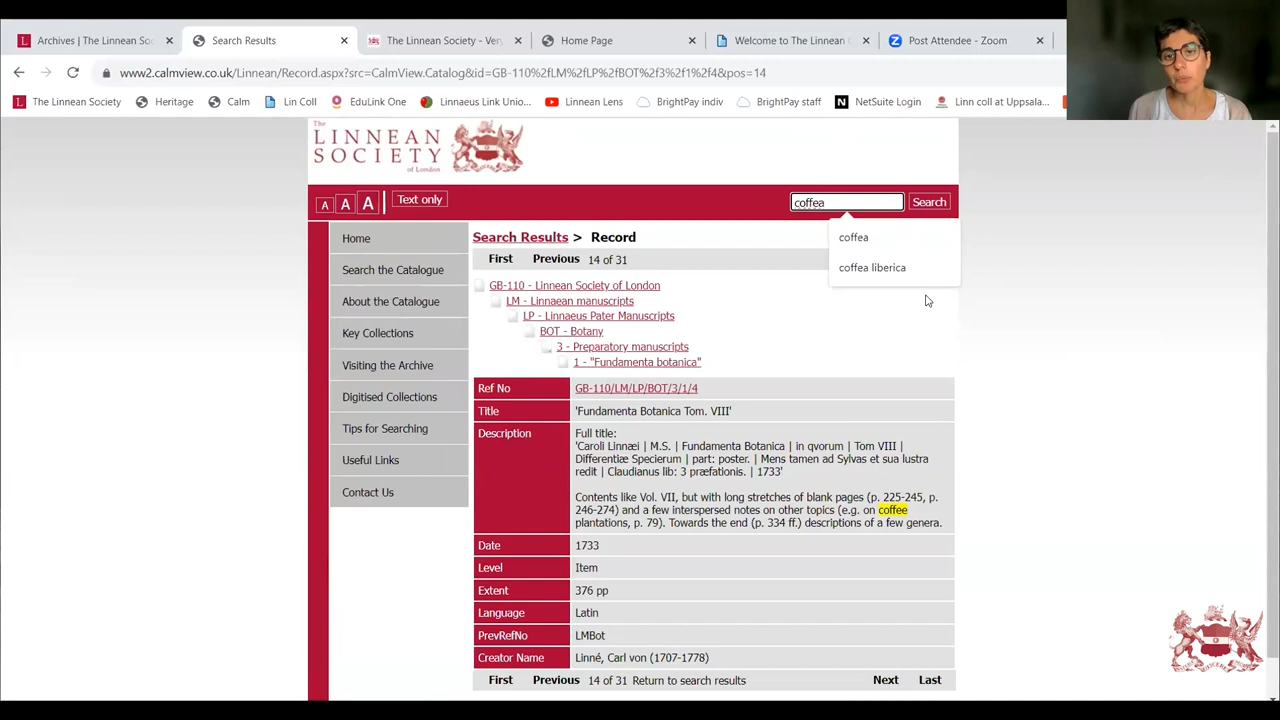 Archives | The Linnean Soc
Search Results
The Linnean Society - Ver
Home Page
Welcome to The Linnean
Post Attendee - Zoom
www2.calmview.co.uk/Linnean/Record.aspx?src=CalmView.Catalog&id=GB-110%2fLM%2fLP%2fBOT%2f3%2f1%2f4&pos=14
The Linnean Society
Heritage
Calm
Lin Coll
EduLink One
Linnaeus Link Unio...
Linnean Lens
BrightPay indiv
BrightPay staff
NetSuite Login
Linn coll at Uppsala...
The
LINNEAN
SOCIETY
of London
A A A
Text only
coffea
Search
coffea
coffea liberica
Home
Search the Catalogue
About the Catalogue
Key Collections
Visiting the Archive
Digitised Collections
Tips for Searching
Useful Links
Contact Us
Search Results > Record
First Previous 14 of 31
GB-110 - Linnean Society of London
LM - Linnaean manuscripts
LP - Linnaeus Pater Manuscripts
BOT - Botany
3 - Preparatory manuscripts
1 - "Fundamenta botanica"
Ref No GB-110/LM/LP/BOT/3/1/4
Title 'Fundamenta Botanica Tom. VIII'
Description Full title:
'Caroli Linnæi | M.S. | Fundamenta Botanica | in qvorum | Tom VIII |
Differentiæ Specierum | part: poster. | Mens tamen ad Sylvas et sua lustra
redit | Claudianus lib: 3 præfationis. | 1733'
Contents like Vol. VII, but with long stretches of blank pages (p. 225-245, p.
246-274) and a few interspersed notes on other topics (e.g. on coffee
plantations, p. 79). Towards the end (p. 334 ff.) descriptions of a few genera.
Date 1733
Level Item
Extent 376 pp
Language Latin
PrevRefNo LMBot
Creator Name Linné, Carl von (1707-1778)
First Previous 14 of 31 Return to search results Next Last